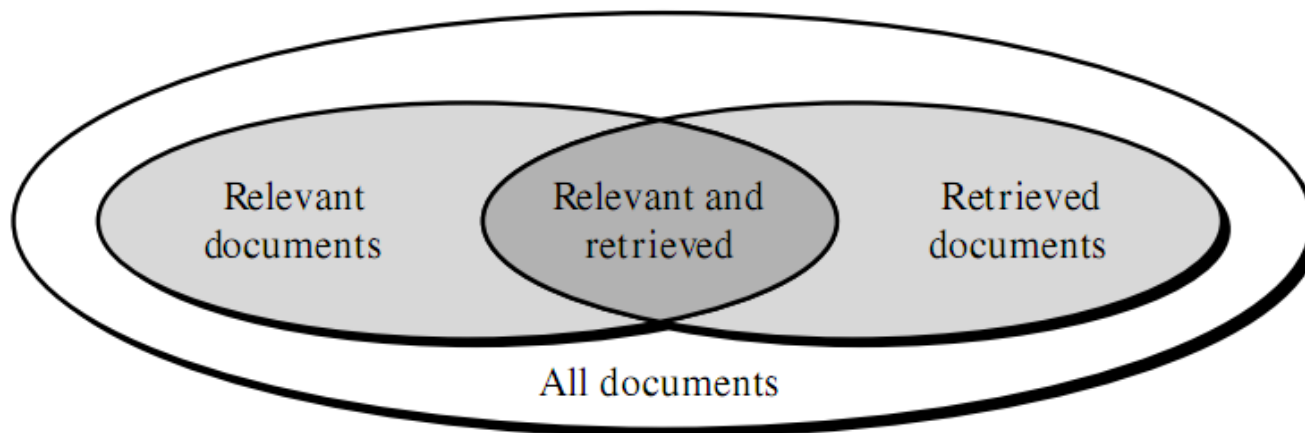 Relevant
documents
Relevant and
retrieved
Retrieved
documents
All documents